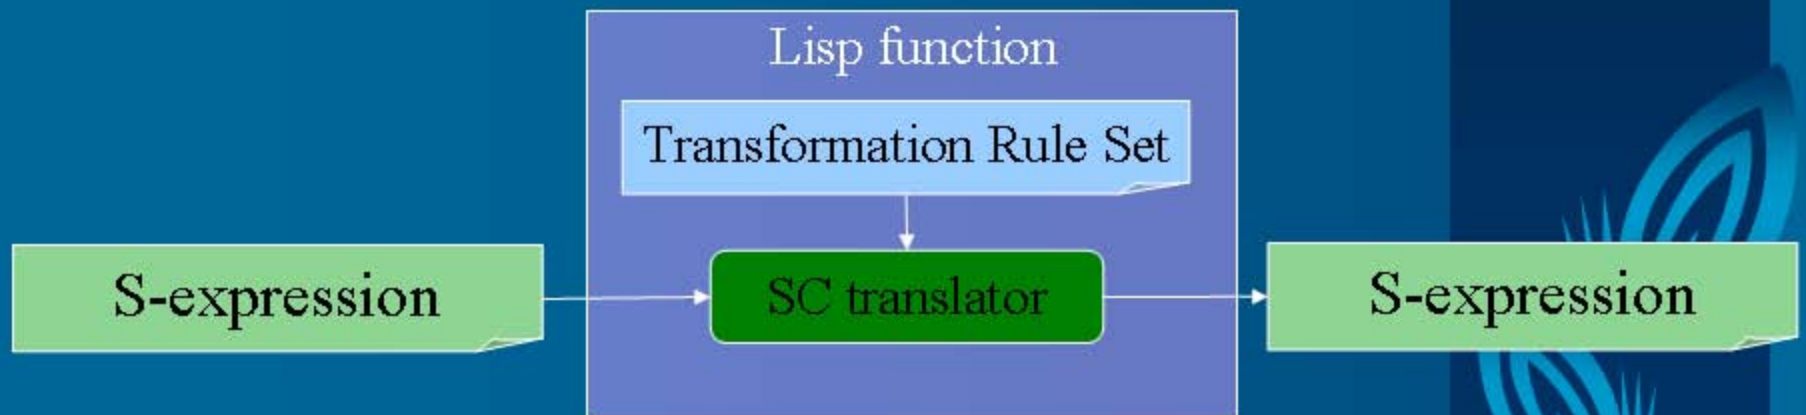 Lisp function
Transformation Rule Set
S-expression
SC translator
S-expression